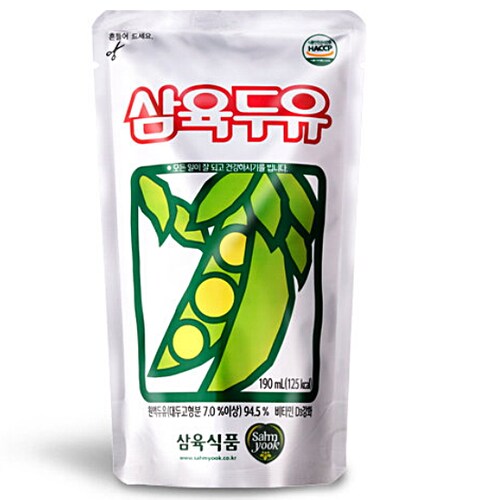 흔들어 드세요.
HACCP
삼육두유
● 모든 일이 잘 되고 건강하시기를 빕니다.
190 mL(125 kcal)
원액두유(대두고형분 7.0 %이상) 94.5 % 비타민 D₃강화
삼육식품
www.sahmyook.co.kr
Sahm
yook